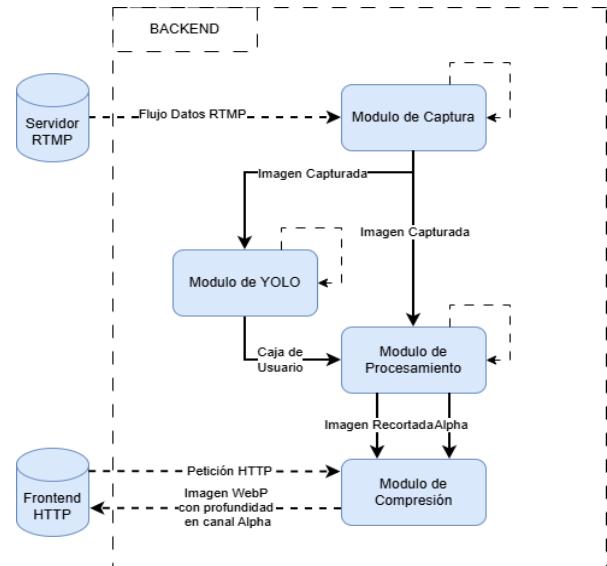 BACKEND
Servidor
RTMP
Flujo Datos RTMP
Modulo de Captura
Imagen Capturada
Imagen Capturada
Modulo de YOLO
Caja de
Usuario
Modulo de
Procesamiento
Imagen Recortada
Alpha
Frontend
HTTP
Petición HTTP
Imagen WebP
con profundidad
en canal Alpha
Modulo de
Compresión